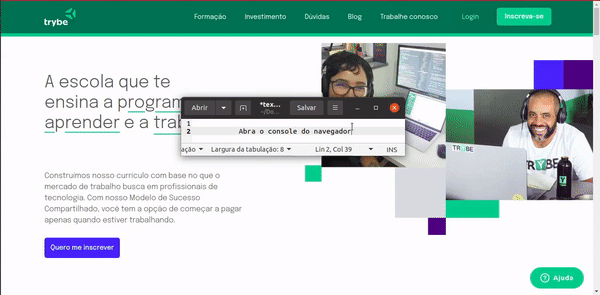 trybe
Formação Investimento Dúvidas Blog Trabalhe conosco Login Inscreva-se
A escola que te
ensina a program
aprender e a trab
Abrir *tex… Salvar
~/Do…
1
2 Abra o console do navegador
ação Largura da tabulação: 8 Lin 2, Col 39 INS
TRYBE
TRYBE
Construímos nosso currículo com base no que o
mercado de trabalho busca em profissionais de
tecnologia. Com nosso Modelo de Sucesso
Compartilhado, você tem a opção de começar a pagar
apenas quando estiver trabalhando.
Quero me inscrever
Ajuda